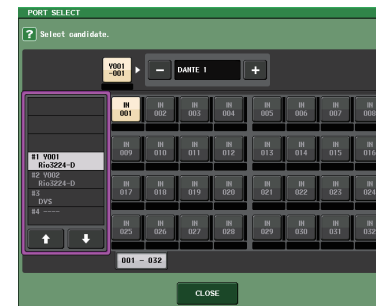 PORT SELECT
? Select candidate.
Y001 -001
− DANTE 1 +
IN 001 IN 002 IN 003 IN 004 IN 005 IN 006 IN 007 IN 008
IN 009 IN 010 IN 011 IN 012 IN 013 IN 014 IN 015 IN 016
#1 Y001
Rio3224-D
#2 Y002
Rio3224-D
#3
DVS
#4 ----
IN 017 IN 018 IN 019 IN 020 IN 021 IN 022 IN 023 IN 024
IN 025 IN 026 IN 027 IN 028 IN 029 IN 030 IN 031 IN 032
001 - 032
CLOSE